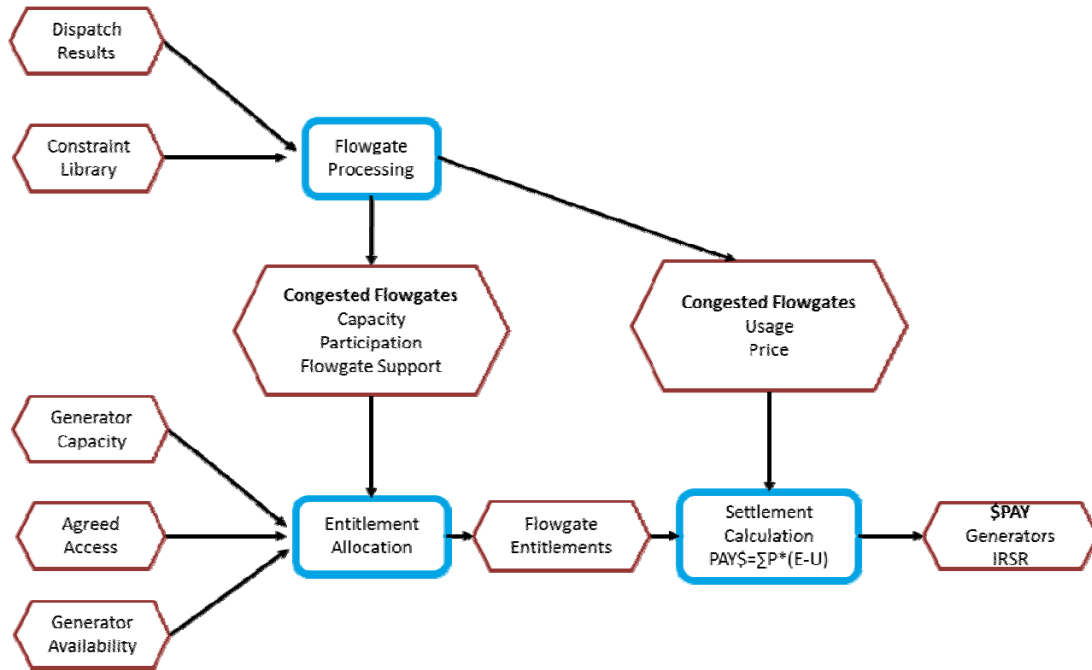 Dispatch
Results
Constraint
Library
Flowgate
Processing
Congested Flowgates
Capacity
Participation
Flowgate Support
Congested Flowgates
Usage
Price
Generator
Capacity
Agreed
Access
Generator
Availability
Entitlement
Allocation
Flowgate
Entitlements
Settlement
Calculation
PAY$=∑P*(E-U)
$PAY
Generators
IRSR